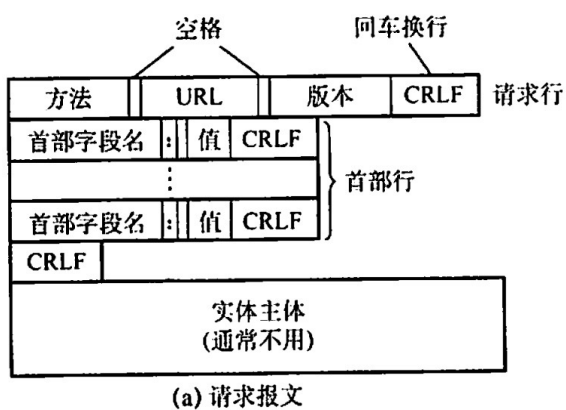 空格 回车换行
方法 URL 版本 CRLF 请求行
首部字段名 : 值 CRLF
⋮ 首部行
首部字段名 : 值 CRLF
CRLF
实体主体
(通常不用)
(a) 请求报文